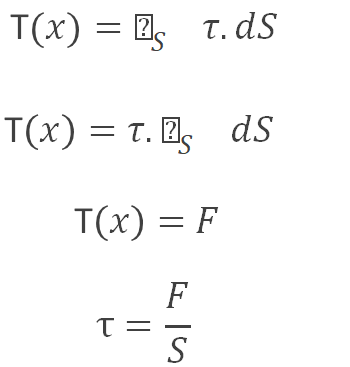 T(x) = ⍰_S τ. dS
T(x) = τ. ⍰_S dS
T(x) = F
τ = F/S